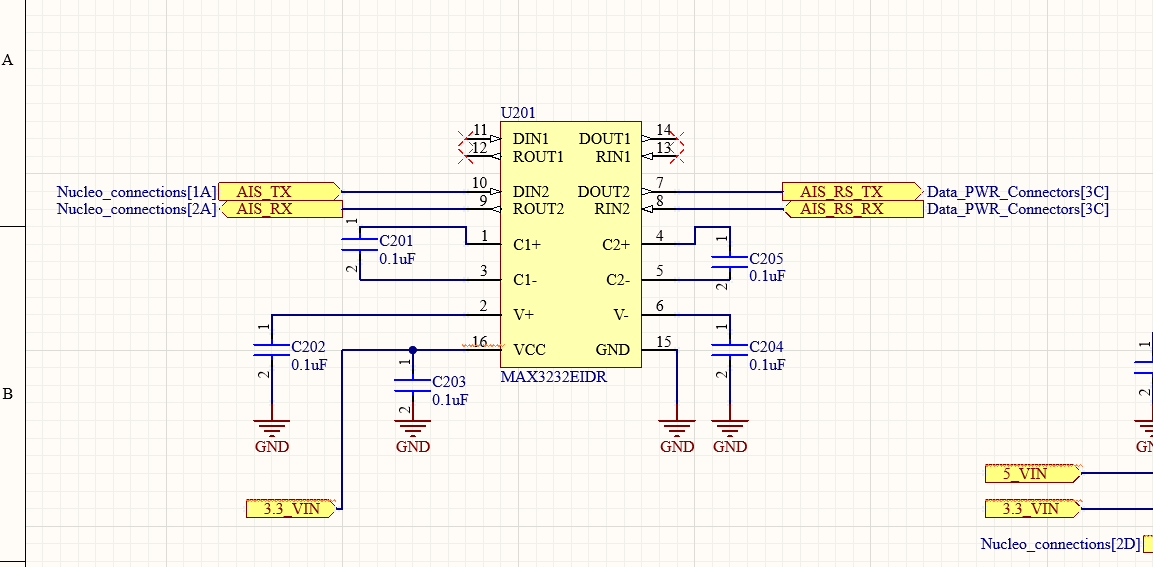 A
U201
11 DIN1 DOUT1 14
12 ROUT1 RIN1 13
Nucleo_connections[1A] AIS_TX 10 DIN2 DOUT2 7 AIS_RS_TX Data_PWR_Connectors[3C]
Nucleo_connections[2A] AIS_RX 9 ROUT2 RIN2 8 AIS_RS_RX Data_PWR_Connectors[3C]
1 C201 0.1uF 2
1 C1+ C2+ 4
3 C1- C2- 5
1 C205 0.1uF 2
2 V+ V- 6
16 VCC GND 15
MAX3232EIDR
B
1 C202 0.1uF 2
1 C203 0.1uF 2
1 C204 0.1uF 2
1
2
GND GND GND GND
5_VIN
3.3_VIN 3.3_VIN
Nucleo_connections[2D]